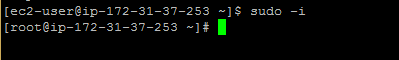 [ec2-user@ip-172-31-37-253 ~]$ sudo -i
[root@ip-172-31-37-253 ~]#